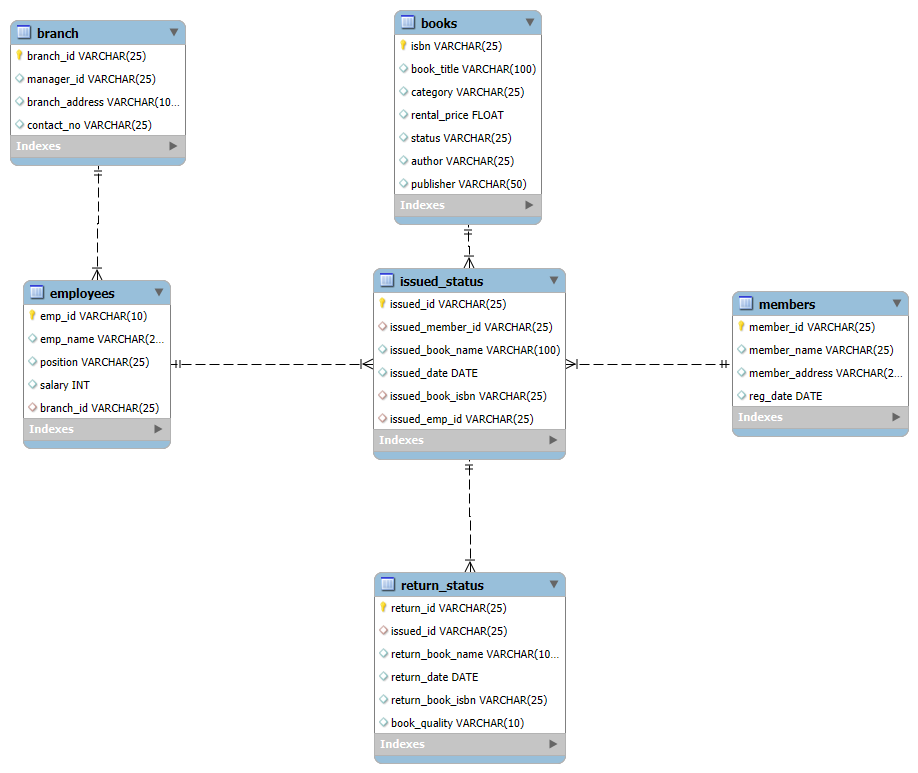 branch
branch_id VARCHAR(25)
manager_id VARCHAR(25)
branch_address VARCHAR(10...
contact_no VARCHAR(25)
Indexes
books
isbn VARCHAR(25)
book_title VARCHAR(100)
category VARCHAR(25)
rental_price FLOAT
status VARCHAR(25)
author VARCHAR(25)
publisher VARCHAR(50)
Indexes
employees
emp_id VARCHAR(10)
emp_name VARCHAR(2...
position VARCHAR(25)
salary INT
branch_id VARCHAR(25)
Indexes
issued_status
issued_id VARCHAR(25)
issued_member_id VARCHAR(25)
issued_book_name VARCHAR(100)
issued_date DATE
issued_book_isbn VARCHAR(25)
issued_emp_id VARCHAR(25)
Indexes
members
member_id VARCHAR(25)
member_name VARCHAR(25)
member_address VARCHAR(2...
reg_date DATE
Indexes
return_status
return_id VARCHAR(25)
issued_id VARCHAR(25)
return_book_name VARCHAR(10...
return_date DATE
return_book_isbn VARCHAR(25)
book_quality VARCHAR(10)
Indexes